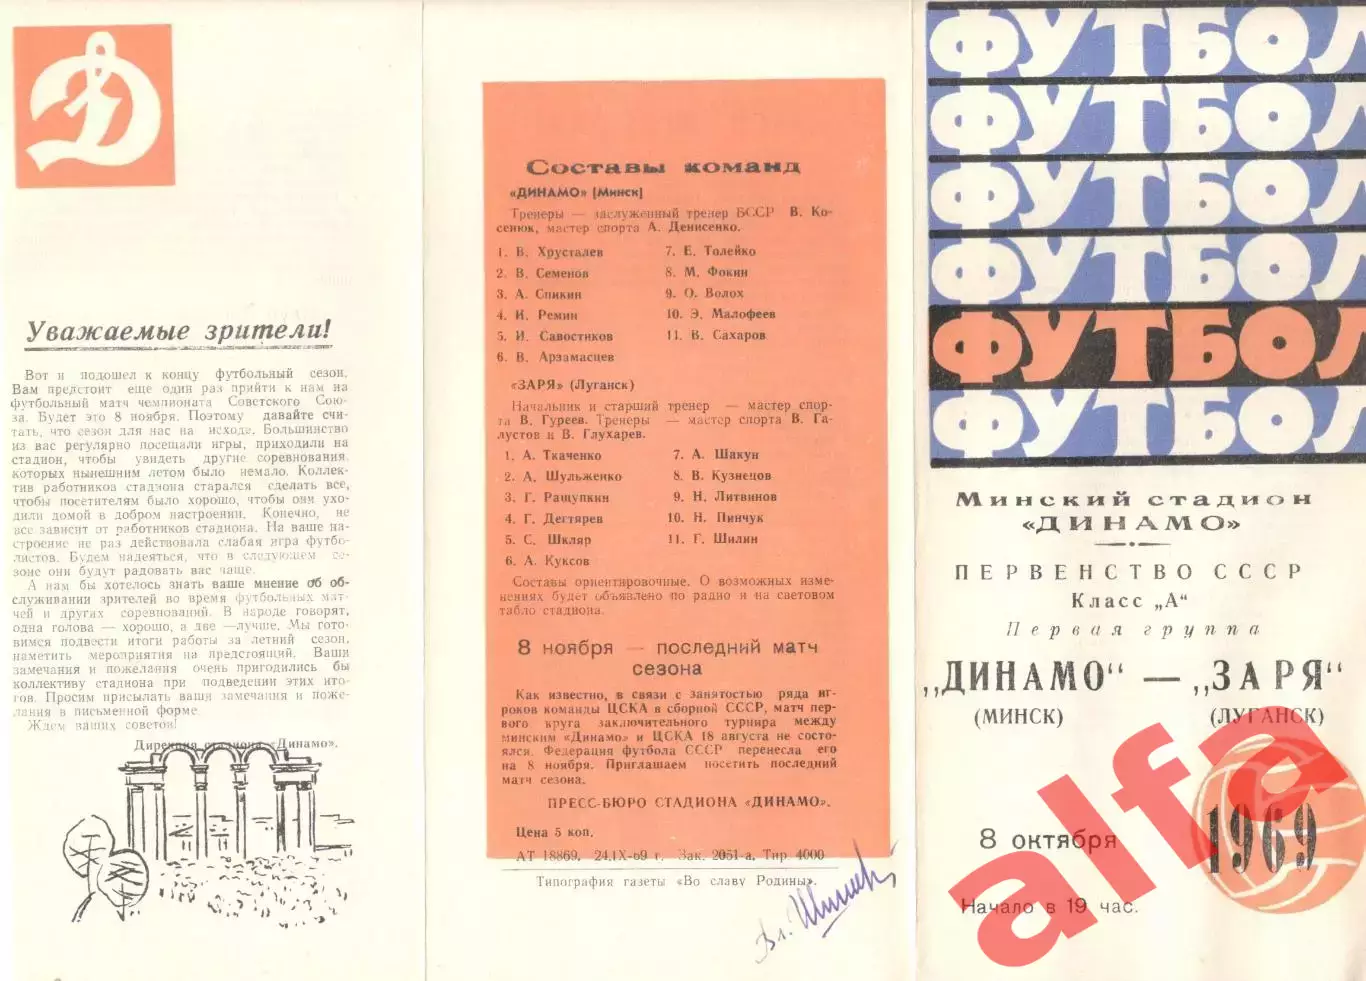 Уважаемые зрители!
Вот и подошел к концу футбольный сезон.
Вам предстоит еще один раз прийти к нам на
футбольный матч чемпионата Советского Сою-
за. Будет это 8 ноября. Поэтому давайте счи-
тать, что сезон для нас на исходе. Большинство
из вас регулярно посещали игры, приходили на
стадион, чтобы увидеть другие соревнования,
которых нынешним летом было немало. Коллек-
тив работников стадиона старался сделать все,
чтобы посетителям было хорошо, чтобы они ухо-
дили домой в добром настроении. Конечно, не
все зависит от работников стадиона. На ваше на-
строение не раз действовала слабая игра футбо-
листов. Будем надеяться, что в следующем се-
зоне они будут радовать вас чаще.
А нам бы хотелось знать ваше мнение об об-
служивании зрителей во время футбольных мат-
чей и других соревнований. В народе говорят,
одна голова — хорошо, а две —лучше. Мы гото-
вимся подвести итоги работы за летний сезон,
наметить мероприятия на предстоящий. Ваши
замечания и пожелания очень пригодились бы
коллективу стадиона при подведении этих ито-
гов. Просим присылать ваши замечания и поже-
лания в письменной форме.
Ждем ваших советов!
Дирекция стадиона «Динамо».
Составы команд
«ДИНАМО» (Минск)
Тренеры — заслуженный тренер БССР В. Ко-
сенюк, мастер спорта А. Денисенко.
1. В. Хрусталев
2. В. Семенов
3. А. Спикин
4. И. Ремин
5. И. Савостиков
6. В. Арзамасцев
7. Е. Толейко
8. М. Фокин
9. О. Волох
10. Э. Малофеев
11. В. Сахаров
«ЗАРЯ» (Луганск)
Начальник и старший тренер — мастер спор-
та В. Гуреев. Тренеры — мастер спорта В. Га-
лустов и В. Глухарев.
1. А. Ткаченко
2. А. Шульженко
3. Г. Ращупкин
4. Г. Дегтярев
5. С. Шкляр
6. А. Куксов
7. А. Шакун
8. В. Кузнецов
9. Н. Литвинов
10. Н. Пинчук
11. Г. Шилин
Составы ориентировочные. О возможных изме-
нениях будет объявлено по радио и на световом
табло стадиона.
8 ноября — последний матч
сезона
Как известно, в связи с занятостью ряда иг-
роков команды ЦСКА в сборной СССР, матч пер-
вого круга заключительного турнира между
минским «Динамо» и ЦСКА 18 августа не состо-
ялся. Федерация футбола СССР перенесла его
на 8 ноября. Приглашаем посетить последний
матч сезона.
ПРЕСС-БЮРО СТАДИОНА «ДИНАМО».
Цена 5 коп.
АТ 18869. 24.IX-69 г. Зак. 2051-а, Тир 4000
Типография газеты «Во славу Родины».
ФУТБОЛ
ФУТБОЛ
ФУТБОЛ
ФУТБОЛ
ФУТБОЛ
ФУТБОЛ
Минский стадион
«ДИНАМО»
ПЕРВЕНСТВО СССР
Класс „А"
Первая группа
„ДИНАМО" — „ЗАРЯ"
(МИНСК) (ЛУГАНСК)
8 октября 1969
Начало в 19 час.
alfa